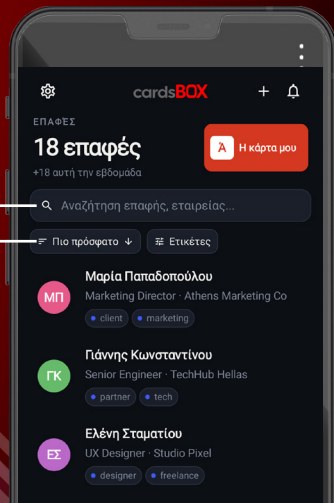 cardsBOX
ΕΠΑΦΈΣ
18 επαφές
+18 αυτή την εβδομάδα
Ά Η κάρτα μου
Αναζήτηση επαφής, εταιρείας...
Πιο πρόσφατο ↓
Ετικέτες
ΜΠ
Μαρία Παπαδοπούλου
Marketing Director · Athens Marketing Co
client
marketing
ΓΚ
Γιάννης Κωνσταντίνου
Senior Engineer · TechHub Hellas
partner
tech
ΕΣ
Ελένη Σταματίου
UX Designer · Studio Pixel
designer
freelance